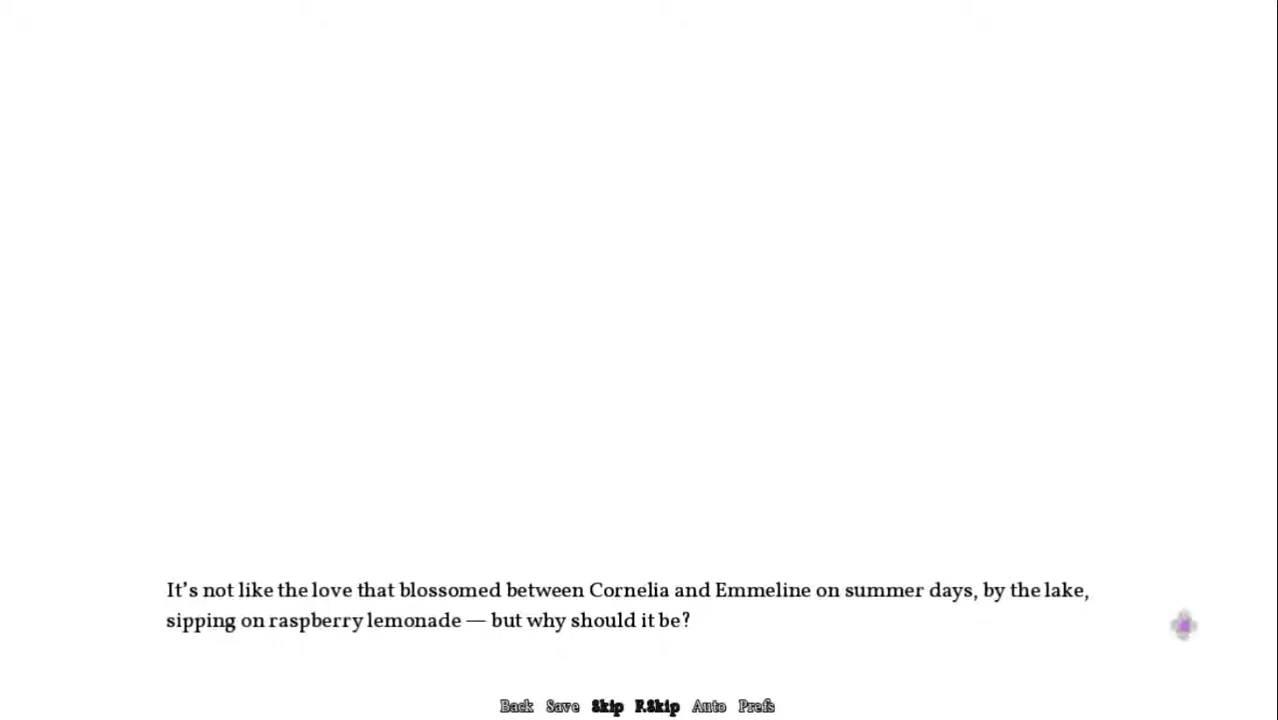 It's not like the love that blossomed between Cornelia and Emmeline on summer days, by the lake,
sipping on raspberry lemonade — but why should it be?
Back Save Skip F.Skip Auto Prefs